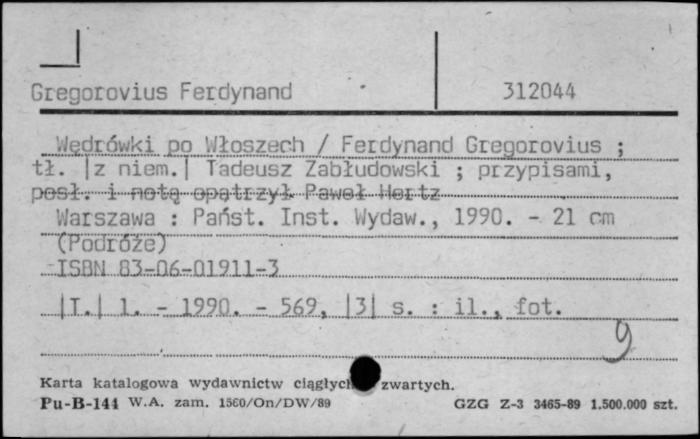 Gregorovius Ferdynand 312044
Wędrówki po Włoszech / Ferdynand Gregorovius ;
tł. |z niem.| Tadeusz Zabłudowski ; przypisami,
posł. i notą opatrzył Paweł Hertz
Warszawa : Państ. Inst. Wydaw., 1990. - 21 cm
(Podróże)
ISBN 83-06-01911-3
|T.| 1. - 1990. - 569, |3| s. : il., fot.
9
Karta katalogowa wydawnictw ciągłych zwartych.
Pu-B-144 W.A. zam. 1560/On/DW/89 GZG Z-3 3465-89 1.500.000 szt.